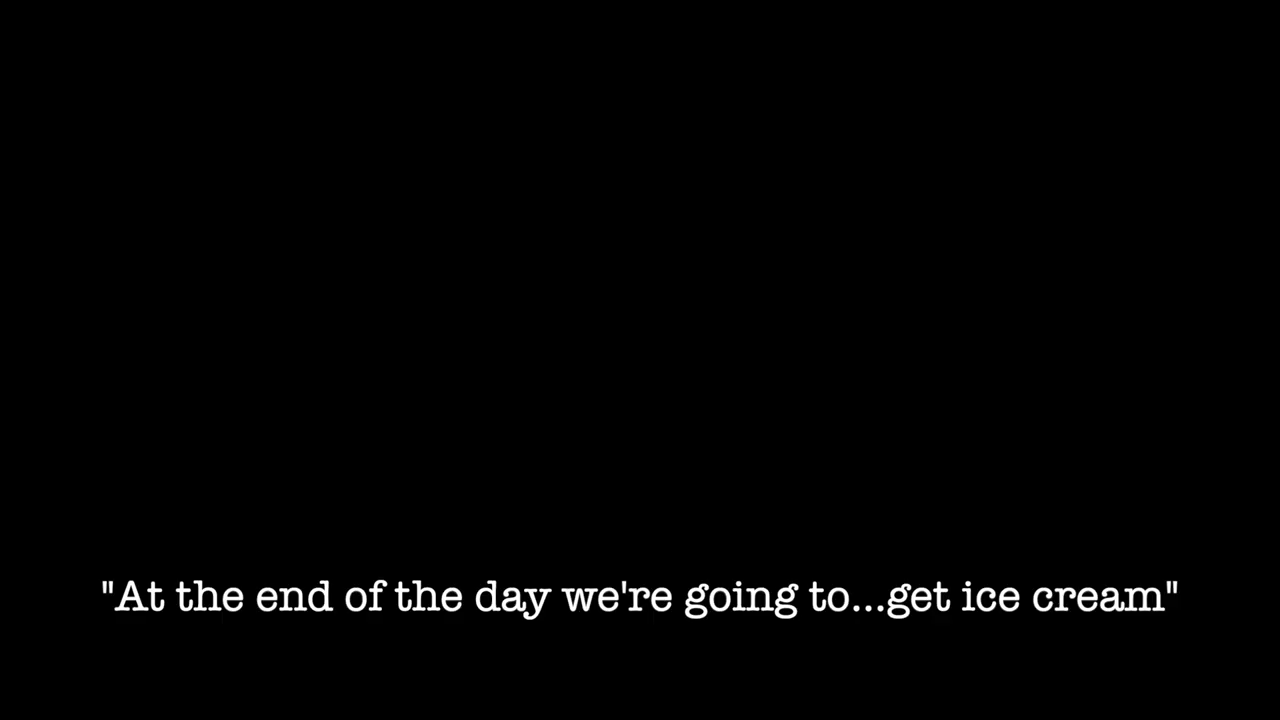 "At the end of the day we're going to...get ice cream"